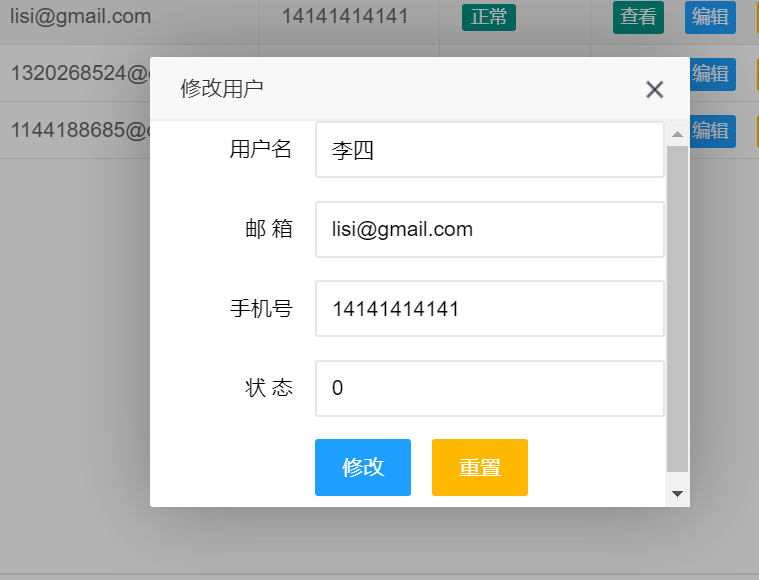 lisi@gmail.com 14141414141 正常 查看 编辑
1320268524@ 编辑
1144188685@ 编辑
修改用户
用户名 李四
邮 箱 lisi@gmail.com
手机号 14141414141
状 态 0
修改 重置